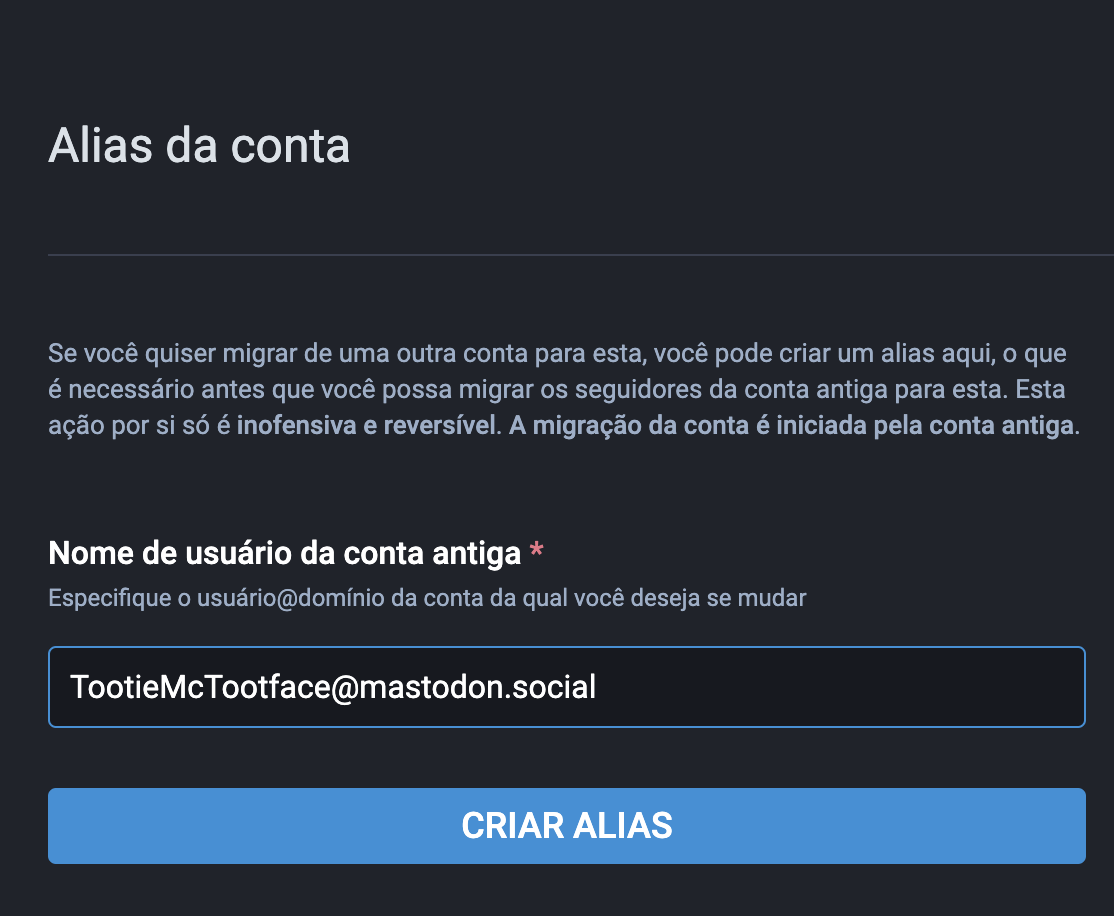 Alias da conta
Se você quiser migrar de uma outra conta para esta, você pode criar um alias aqui, o que
é necessário antes que você possa migrar os seguidores da conta antiga para esta. Esta
ação por si só é inofensiva e reversível. A migração da conta é iniciada pela conta antiga.
Nome de usuário da conta antiga *
Especifique o usuário@domínio da conta da qual você deseja se mudar
TootieMcTootface@mastodon.social
CRIAR ALIAS